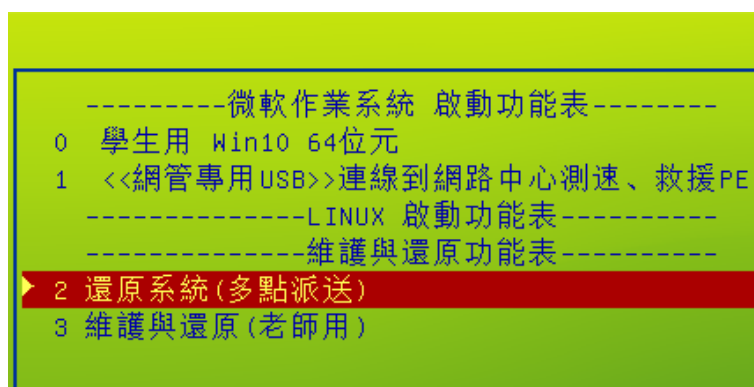 ---------微軟作業系統 啟動功能表--------
0 學生用 Win10 64位元
1 <<網管專用USB>>連線到網路中心測速、救援PE
--------------LINUX 啟動功能表----------
--------------維護與還原功能表----------
2 還原系統(多點派送)
3 維護與還原(老師用)